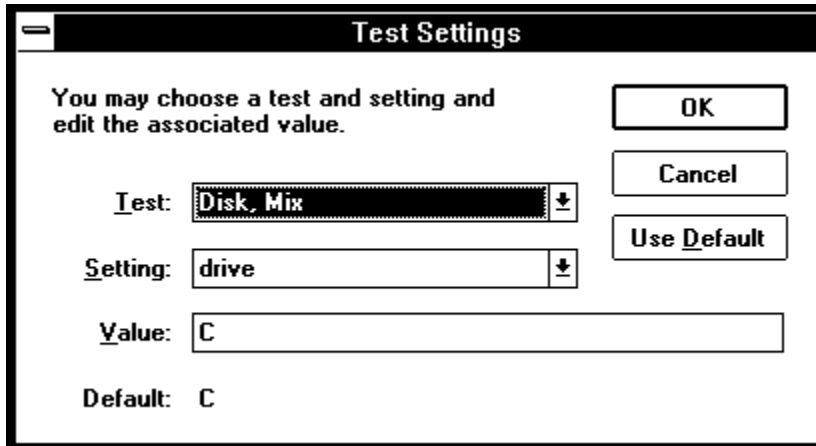 Test Settings
You may choose a test and setting and
edit the associated value.
OK
Cancel
Use Default
Test: Disk, Mix
Setting: drive
Value: C
Default: C